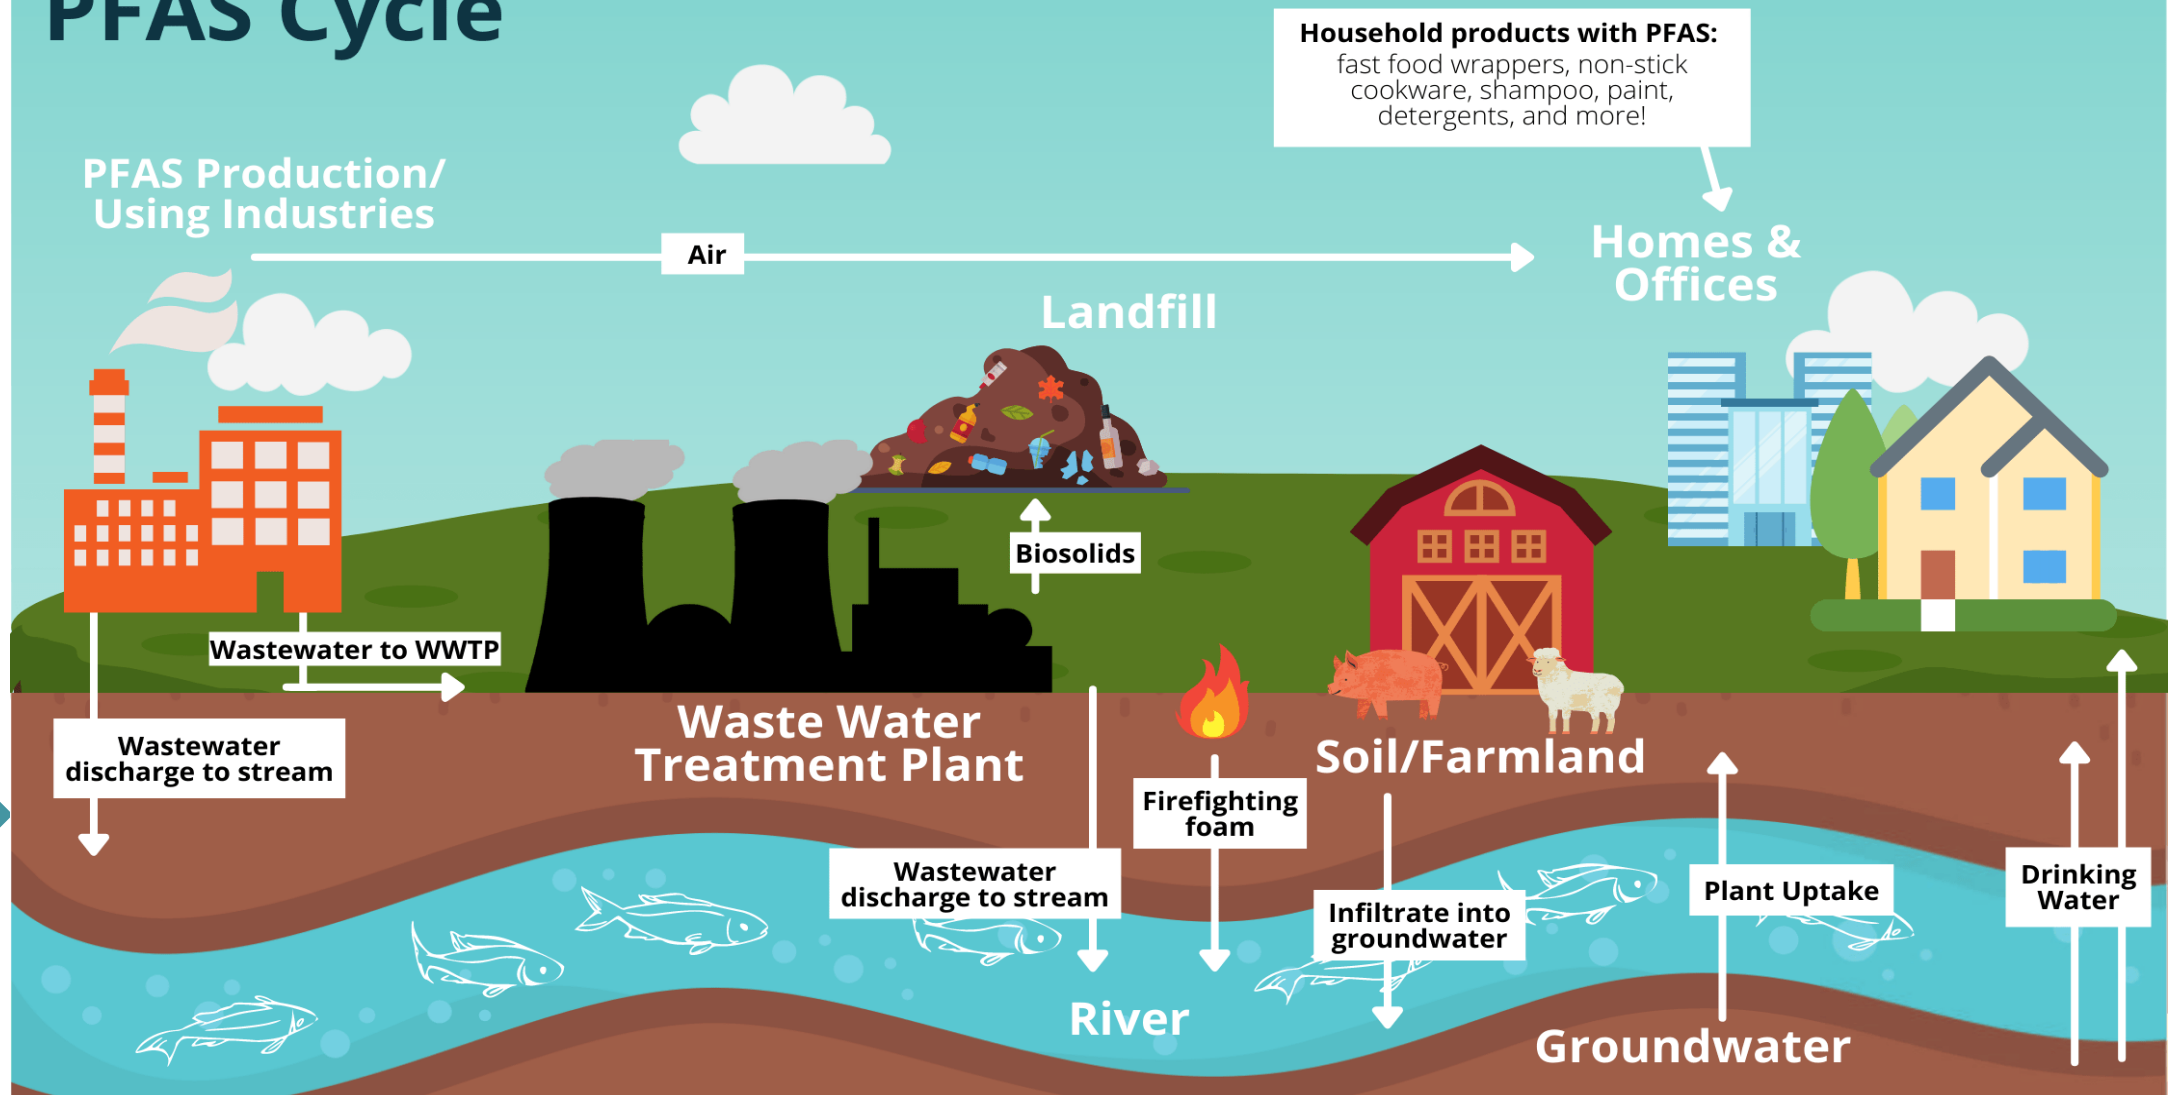 PFAS Cycle
Household products with PFAS:
fast food wrappers, non-stick
cookware, shampoo, paint,
detergents, and more!
PFAS Production/
Using Industries
Air
Homes &
Offices
Landfill
Biosolids
Wastewater to WWTP
Wastewater
discharge to stream
Waste Water
Treatment Plant
Soil/Farmland
Firefighting
foam
Wastewater
discharge to stream
Infiltrate into
groundwater
Plant Uptake
Drinking
Water
River
Groundwater